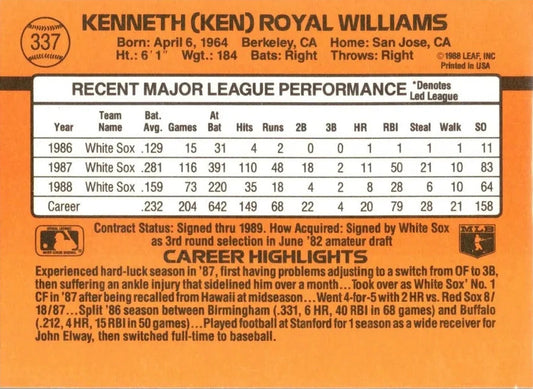 337
KENNETH (KEN) ROYAL WILLIAMS
Born: April 6, 1964 Berkeley, CA Home: San Jose, CA
Ht.: 6'1" Wgt.: 184 Bats: Right Throws: Right
©1988 LEAF, INC
Printed in USA
RECENT MAJOR LEAGUE PERFORMANCE *Denotes Led League
Year Team Name Bat. Avg. Games At Bat Hits Runs 2B 3B HR RBI Steal Walk SO
1986 White Sox .129 15 31 4 2 0 0 1 1 1 1 11
1987 White Sox .281 116 391 110 48 18 2 11 50 21 10 83
1988 White Sox .159 73 220 35 18 4 2 8 28 6 10 64
Career .232 204 642 149 68 22 4 20 79 28 21 158
Contract Status: Signed thru 1989. How Acquired: Signed by White Sox
as 3rd round selection in June '82 amateur draft
MLB
CAREER HIGHLIGHTS
Experienced hard-luck season in '87, first having problems adjusting to a switch from OF to 3B,
then suffering an ankle injury that sidelined him over a month...Took over as White Sox' No. 1
CF in '87 after being recalled from Hawaii at midseason...Went 4-for-5 with 2 HR vs. Red Sox 8/
18/87...Split '86 season between Birmingham (.331, 6 HR, 40 RBI in 68 games) and Buffalo
(.212, 4 HR, 15 RBI in 50 games)...Played football at Stanford for 1 season as a wide receiver for
John Elway, then switched full-time to baseball.